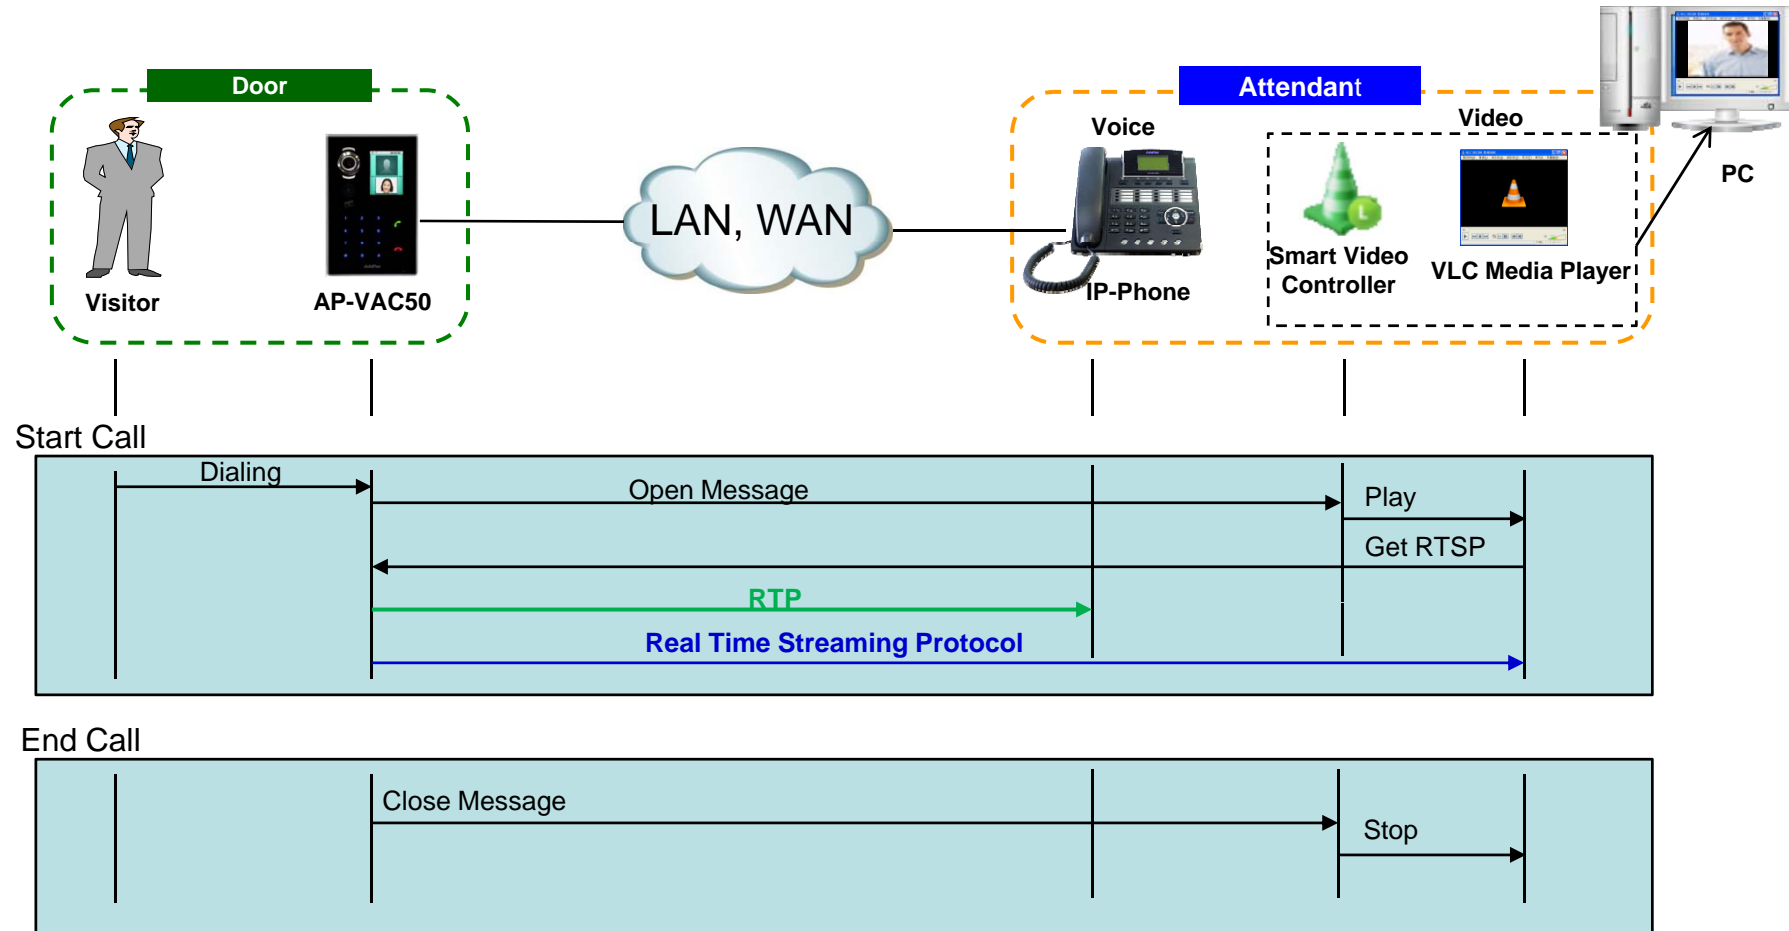 Door
Attendant
Voice
Video
PC
LAN, WAN
L
Smart Video
Controller
VLC Media Player
Visitor
AP-VAC50
IP-Phone
Start Call
Dialing
Open Message
Play
Get RTSP
RTP
Real Time Streaming Protocol
End Call
Close Message
Stop